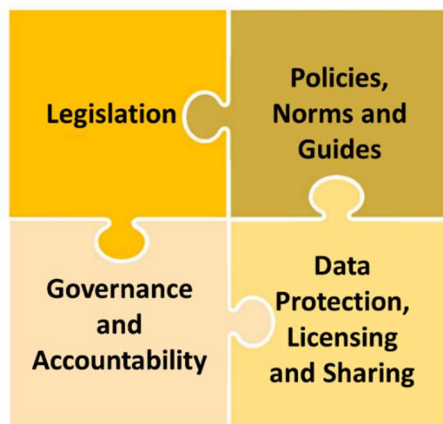 Legislation
Policies,
Norms and
Guides
Governance
and
Accountability
Data
Protection,
Licensing
and Sharing